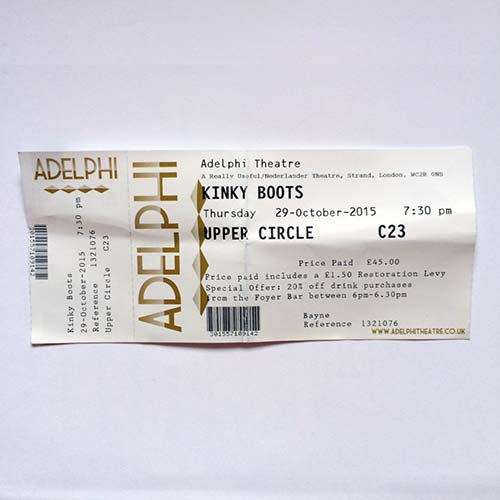 ADELPHI
Kinky Boots
29-October-2015 7:30 pm
Reference 1321076
Upper Circle C23
301557109142
ADELPHI
Adelphi Theatre
A Really Useful/Nederlander Theatre, Strand, London, WC2R 0NS
KINKY BOOTS
Thursday 29-October-2015 7:30 pm
UPPER CIRCLE C23
Price Paid £45.00
Price paid includes a £1.50 Restoration Levy
Special Offer: 20% off drink purchases
from the Foyer Bar between 6pm-6.30pm
301557109142
Bayne
Reference 1321076
WWW.ADELPHITHEATRE.CO.UK